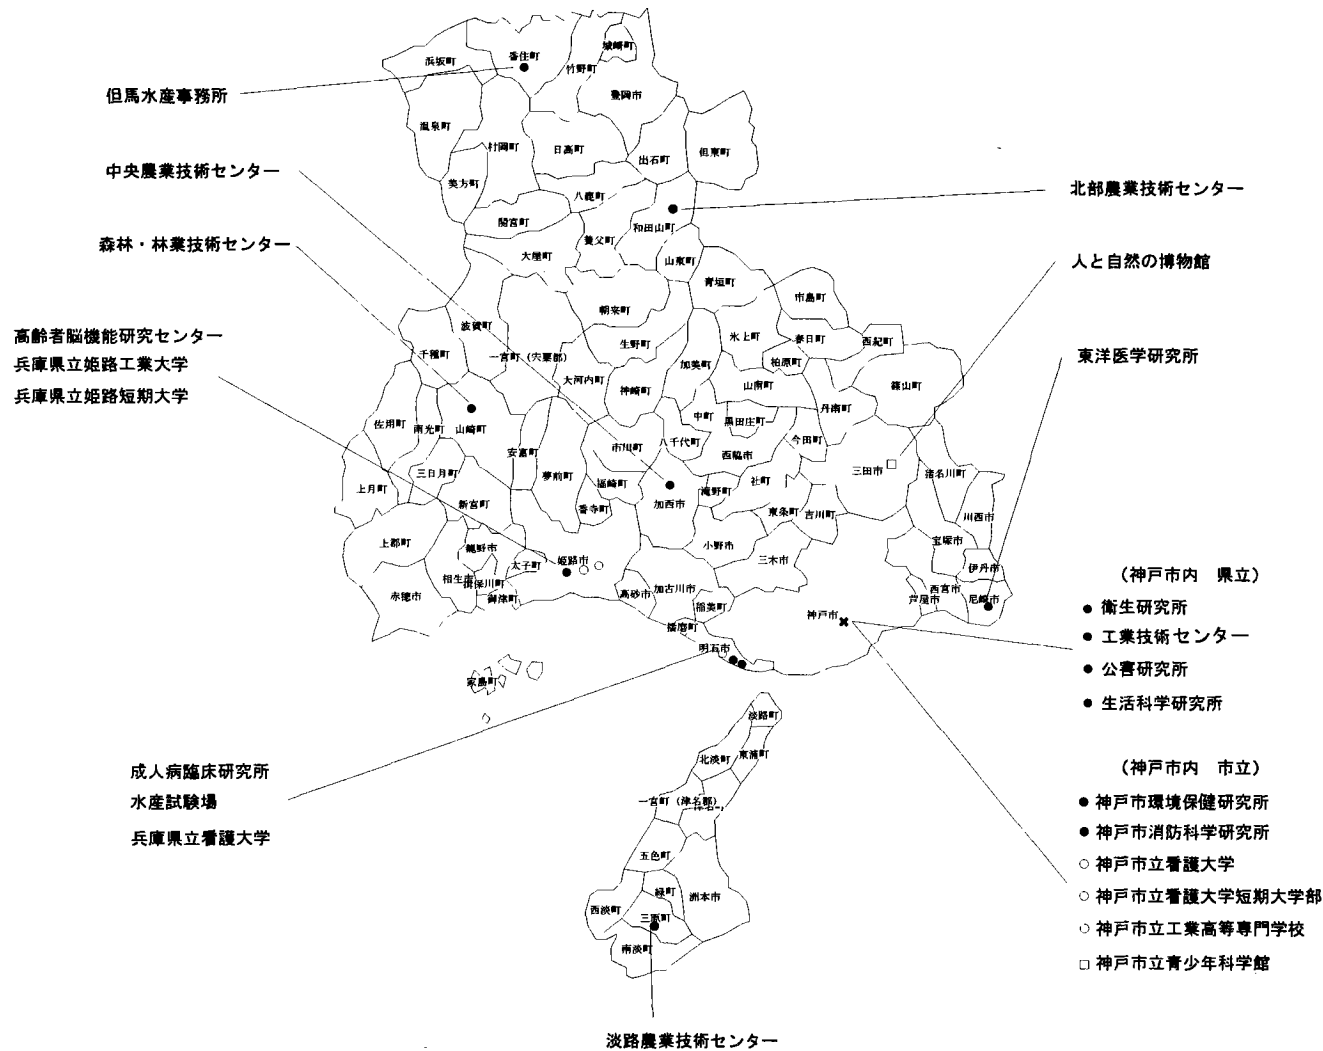 浜坂町
香住町
城崎町
竹野町
豊岡市
但馬水産事務所
温泉町
村岡町
日高町
出石町
但東町
中央農業技術センター
美方町
八鹿町
北部農業技術センター
関宮町
和田山町
養父町
森林・林業技術センター
大屋町
山東町
人と自然の博物館
青垣町
市島町
朝来町
波賀町
高齢者脳機能研究センター
生野町
氷上町
春日町
西紀町
千種町
一宮町(宍粟郡)
東洋医学研究所
兵庫県立姫路工業大学
加美町
柏原町
大河内町
神崎町
山南町
篠山町
兵庫県立姫路短期大学
中町
黒田庄町
丹南町
佐用町
南光町
山崎町
八千代町
今田町
市川町
安富町
西脇市
三田市
猪名川町
三日月町
夢前町
福崎町
上月町
滝野町
社町
新宮町
香寺町
加西市
東条町
吉川町
川西市
上郡町
龍野市
小野市
宝塚市
太子町
姫路市
三木市
伊丹市
(神戸市内 県立)
相生市
揖保川町
加古川市
西宮市
赤穂市
御津町
高砂市
稲美町
芦屋市
尼崎市
● 衛生研究所
神戸市
播磨町
● 工業技術センター
明石市
● 公害研究所
家島町
● 生活科学研究所
淡路町
東浦町
北淡町
成人病臨床研究所
(神戸市内 市立)
水産試験場
一宮町(津名郡)
● 神戸市環境保健研究所
兵庫県立看護大学
● 神戸市消防科学研究所
五色町
○ 神戸市立看護大学
緑町
洲本市
○ 神戸市立看護大学短期大学部
西淡町
三原町
○ 神戸市立工業高等専門学校
南淡町
□ 神戸市立青少年科学館
淡路農業技術センター